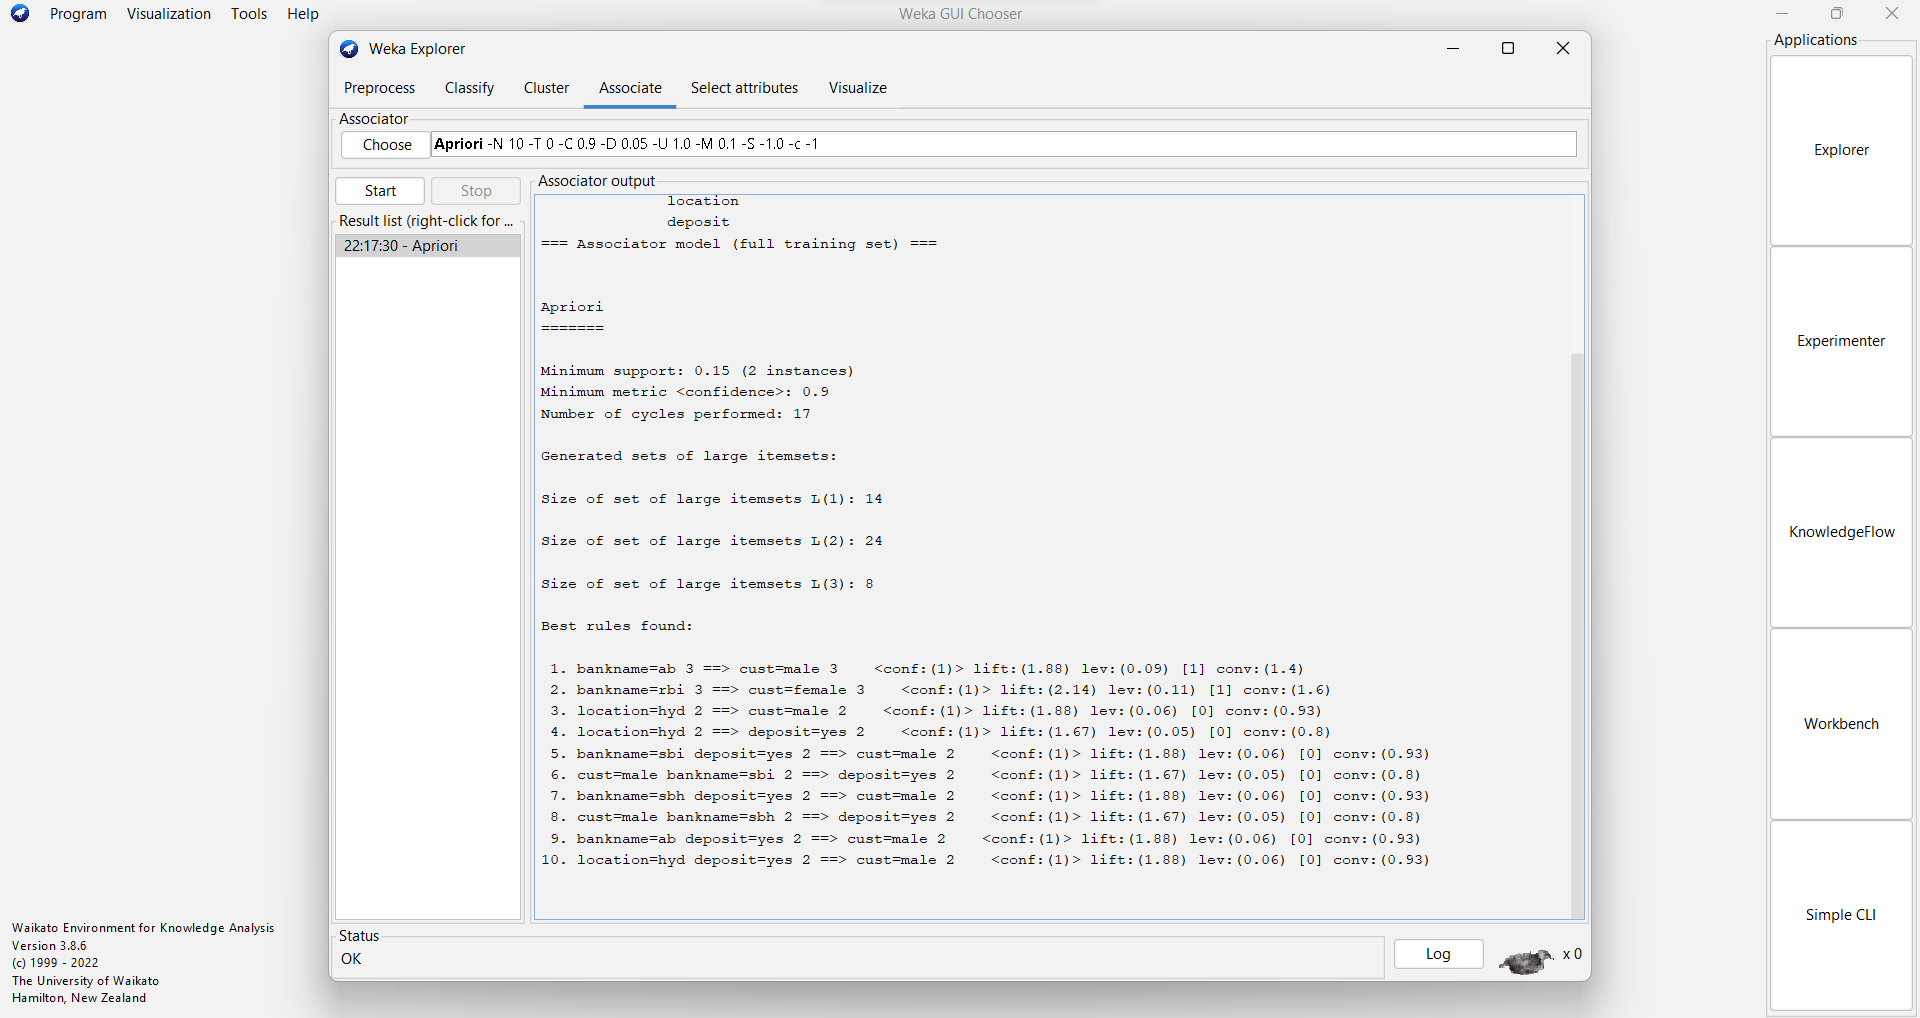 Program Visualization Tools Help
Weka GUI Chooser
Weka Explorer
Preprocess Classify Cluster Associate Select attributes Visualize
Associator
Choose Apriori -N 10 -T 0 -C 0.9 -D 0.05 -U 1.0 -M 0.1 -S -1.0 -c -1
Start Stop
Result list (right-click for ...
22:17:30 - Apriori
Associator output
location
deposit
=== Associator model (full training set) ===
Apriori
=======
Minimum support: 0.15 (2 instances)
Minimum metric <confidence>: 0.9
Number of cycles performed: 17
Generated sets of large itemsets:
Size of set of large itemsets L(1): 14
Size of set of large itemsets L(2): 24
Size of set of large itemsets L(3): 8
Best rules found:
1. bankname=ab 3 ==> cust=male 3    <conf:(1)> lift:(1.88) lev:(0.09) [1] conv:(1.4)
2. bankname=rbi 3 ==> cust=female 3    <conf:(1)> lift:(2.14) lev:(0.11) [1] conv:(1.6)
3. location=hyd 2 ==> cust=male 2    <conf:(1)> lift:(1.88) lev:(0.06) [0] conv:(0.93)
4. location=hyd 2 ==> deposit=yes 2    <conf:(1)> lift:(1.67) lev:(0.05) [0] conv:(0.8)
5. bankname=sbi deposit=yes 2 ==> cust=male 2    <conf:(1)> lift:(1.88) lev:(0.06) [0] conv:(0.93)
6. cust=male bankname=sbi 2 ==> deposit=yes 2    <conf:(1)> lift:(1.67) lev:(0.05) [0] conv:(0.8)
7. bankname=sbh deposit=yes 2 ==> cust=male 2    <conf:(1)> lift:(1.88) lev:(0.06) [0] conv:(0.93)
8. cust=male bankname=sbh 2 ==> deposit=yes 2    <conf:(1)> lift:(1.67) lev:(0.05) [0] conv:(0.8)
9. bankname=ab deposit=yes 2 ==> cust=male 2    <conf:(1)> lift:(1.88) lev:(0.06) [0] conv:(0.93)
10. location=hyd deposit=yes 2 ==> cust=male 2    <conf:(1)> lift:(1.88) lev:(0.06) [0] conv:(0.93)
Status
OK
Log
x 0
Applications
Explorer
Experimenter
KnowledgeFlow
Workbench
Simple CLI
Waikato Environment for Knowledge Analysis
Version 3.8.6
(c) 1999 - 2022
The University of Waikato
Hamilton, New Zealand